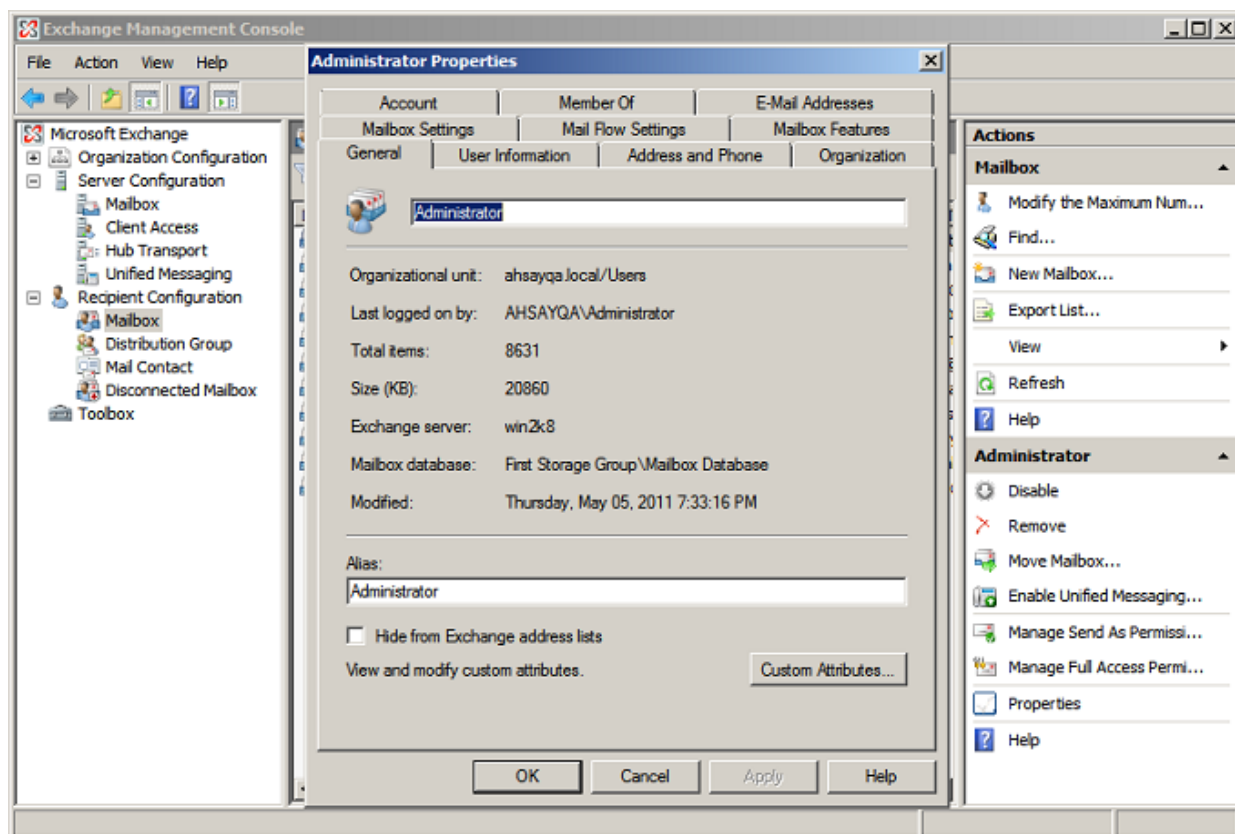 Exchange Management Console
File Action View Help
Microsoft Exchange
Organization Configuration
Server Configuration
Mailbox
Client Access
Hub Transport
Unified Messaging
Recipient Configuration
Mailbox
Distribution Group
Mail Contact
Disconnected Mailbox
Toolbox
Administrator Properties
Account Member Of E-Mail Addresses
Mailbox Settings Mail Flow Settings Mailbox Features
General User Information Address and Phone Organization
Administrator
Organizational unit: ahsayqa.local/Users
Last logged on by: AHSAYQA\Administrator
Total items: 8631
Size (KB): 20860
Exchange server: win2k8
Mailbox database: First Storage Group\Mailbox Database
Modified: Thursday, May 05, 2011 7:33:16 PM
Alias:
Administrator
Hide from Exchange address lists
View and modify custom attributes.
Custom Attributes...
OK Cancel Apply Help
Actions
Mailbox
Modify the Maximum Num...
Find...
New Mailbox...
Export List...
View
Refresh
Help
Administrator
Disable
Remove
Move Mailbox...
Enable Unified Messaging...
Manage Send As Permissi...
Manage Full Access Permi...
Properties
Help